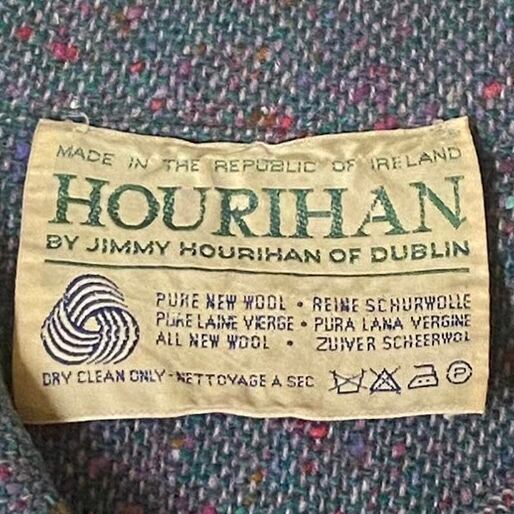 MADE IN THE REPUBLIC OF IRELAND
HOURIHAN
BY JIMMY HOURIHAN OF DUBLIN
PURE NEW WOOL • REINE SCHURWOLLE
PURE LAINE VIERGE • PURA LANA VERGINE
ALL NEW WOOL • ZUIVER SCHEERWOL
DRY CLEAN ONLY - NETTOYAGE A SEC P